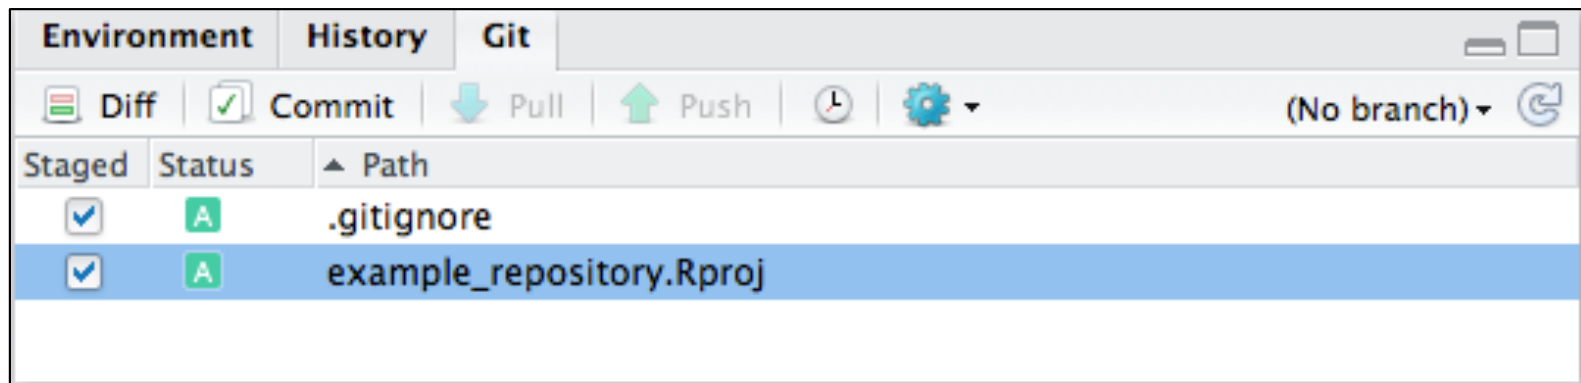 Environment History Git
Diff Commit Pull Push (No branch)
Staged Status Path
A .gitignore
A example_repository.Rproj